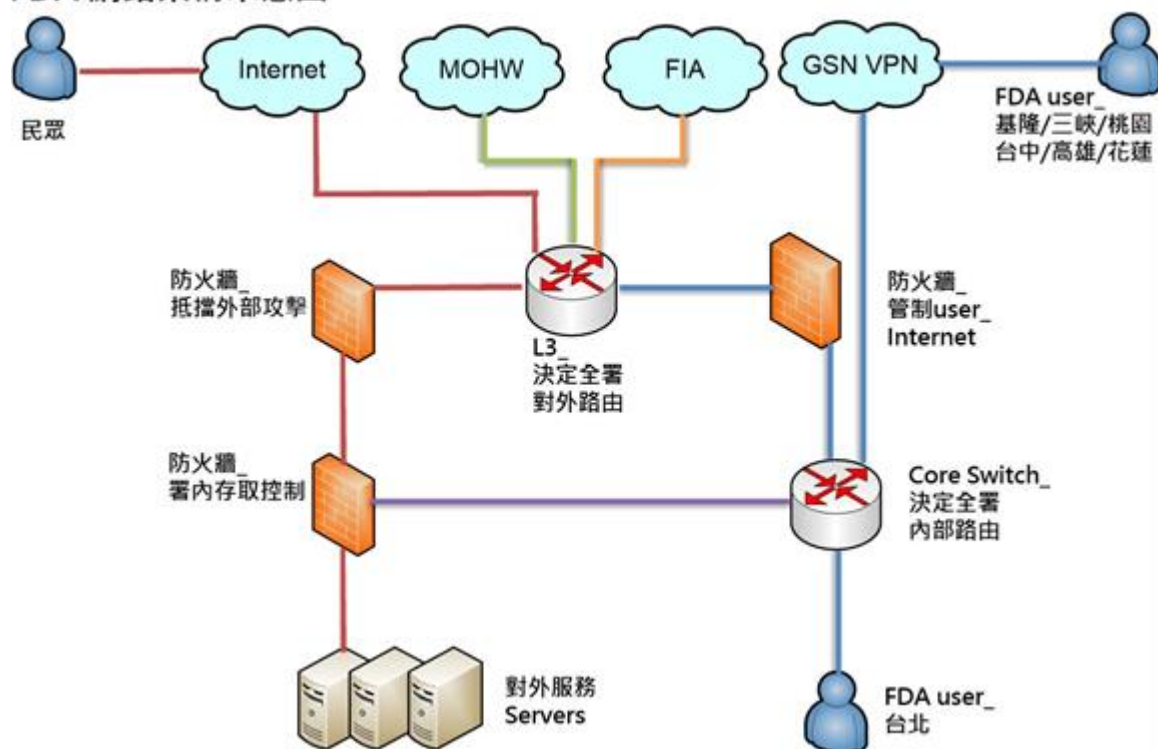 Internet
MOHW
FIA
GSN VPN
民眾
FDA user_
基隆/三峽/桃園
台中/高雄/花蓮
防火牆_
抵擋外部攻擊
防火牆_
管制user_
Internet
L3_
決定全署
對外路由
防火牆_
署內存取控制
Core Switch_
決定全署
內部路由
對外服務
Servers
FDA user_
台北